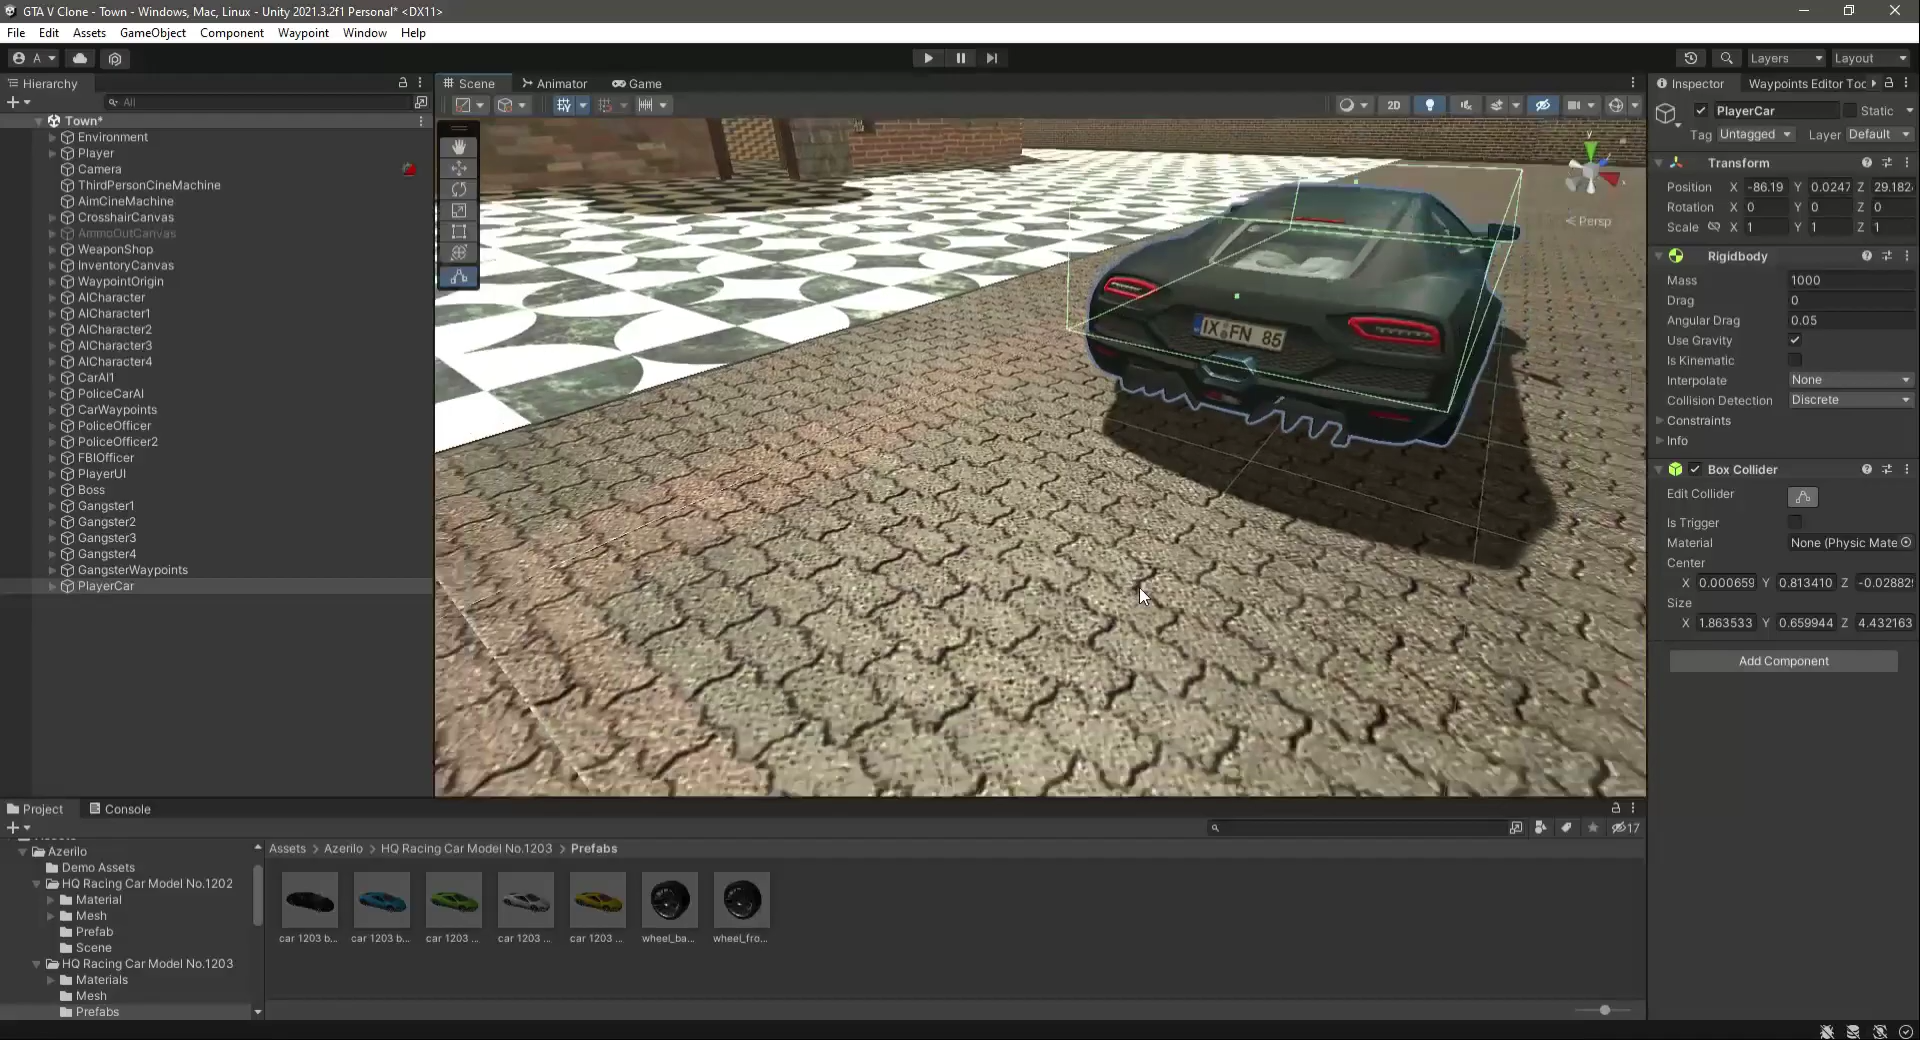 GTA V Clone - Town - Windows, Mac, Linux - Unity 2021.3.2f1 Personal* <DX11>
File Edit Assets GameObject Component Waypoint Window Help
A
Layers Layout
Hierarchy
All
Town*
Environment
Player
Camera
ThirdPersonCineMachine
AimCineMachine
CrosshairCanvas
AmmoOutCanvas
WeaponShop
InventoryCanvas
WaypointOrigin
AICharacter
AICharacter1
AICharacter2
AICharacter3
AICharacter4
CarAI1
PoliceCarAI
CarWaypoints
PoliceOfficer
PoliceOfficer2
FBIOfficer
PlayerUI
Boss
Gangster1
Gangster2
Gangster3
Gangster4
GangsterWaypoints
PlayerCar
Scene Animator Game
2D
y
< Persp
IX FN 85
Inspector Waypoints Editor Too
PlayerCar Static
Tag Untagged Layer Default
Transform
Position X -86.19 Y 0.0247 Z 29.182
Rotation X 0 Y 0 Z 0
Scale X 1 Y 1 Z 1
Rigidbody
Mass 1000
Drag 0
Angular Drag 0.05
Use Gravity
Is Kinematic
Interpolate None
Collision Detection Discrete
Constraints
Info
Box Collider
Edit Collider
Is Trigger
Material None (Physic Mate
Center
X 0.000659 Y 0.813410 Z -0.02882
Size
X 1.863533 Y 0.659944 Z 4.432163
Add Component
Project Console
17
Azerilo
Demo Assets
HQ Racing Car Model No.1202
Material
Mesh
Prefab
Scene
HQ Racing Car Model No.1203
Materials
Mesh
Prefabs
Assets > Azerilo > HQ Racing Car Model No.1203 > Prefabs
car 1203 b... car 1203 b... car 1203 ... car 1203 ... car 1203 ... wheel_ba... wheel_fro...